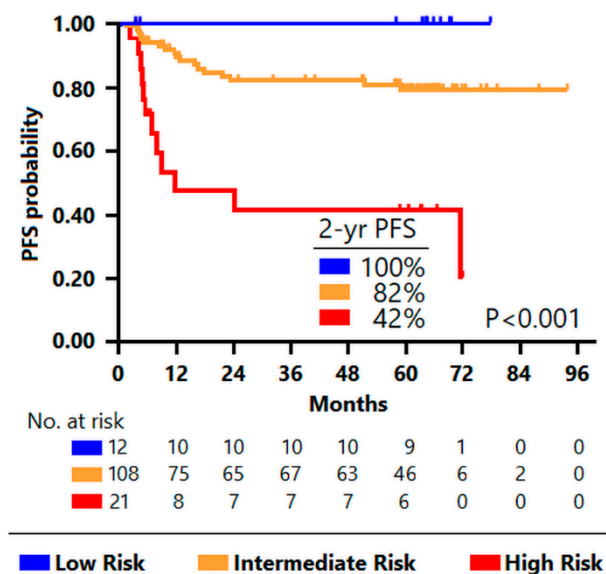 1.00
0.80
0.60
0.40
0.20
0.00
PFS probability
2-yr PFS
100%
82%
42%
P<0.001
0 12 24 36 48 60 72 84 96
Months
No. at risk
12 10 10 10 10 9 1 0 0
108 75 65 67 63 46 6 2 0
21 8 7 7 7 6 0 0 0
Low Risk Intermediate Risk High Risk